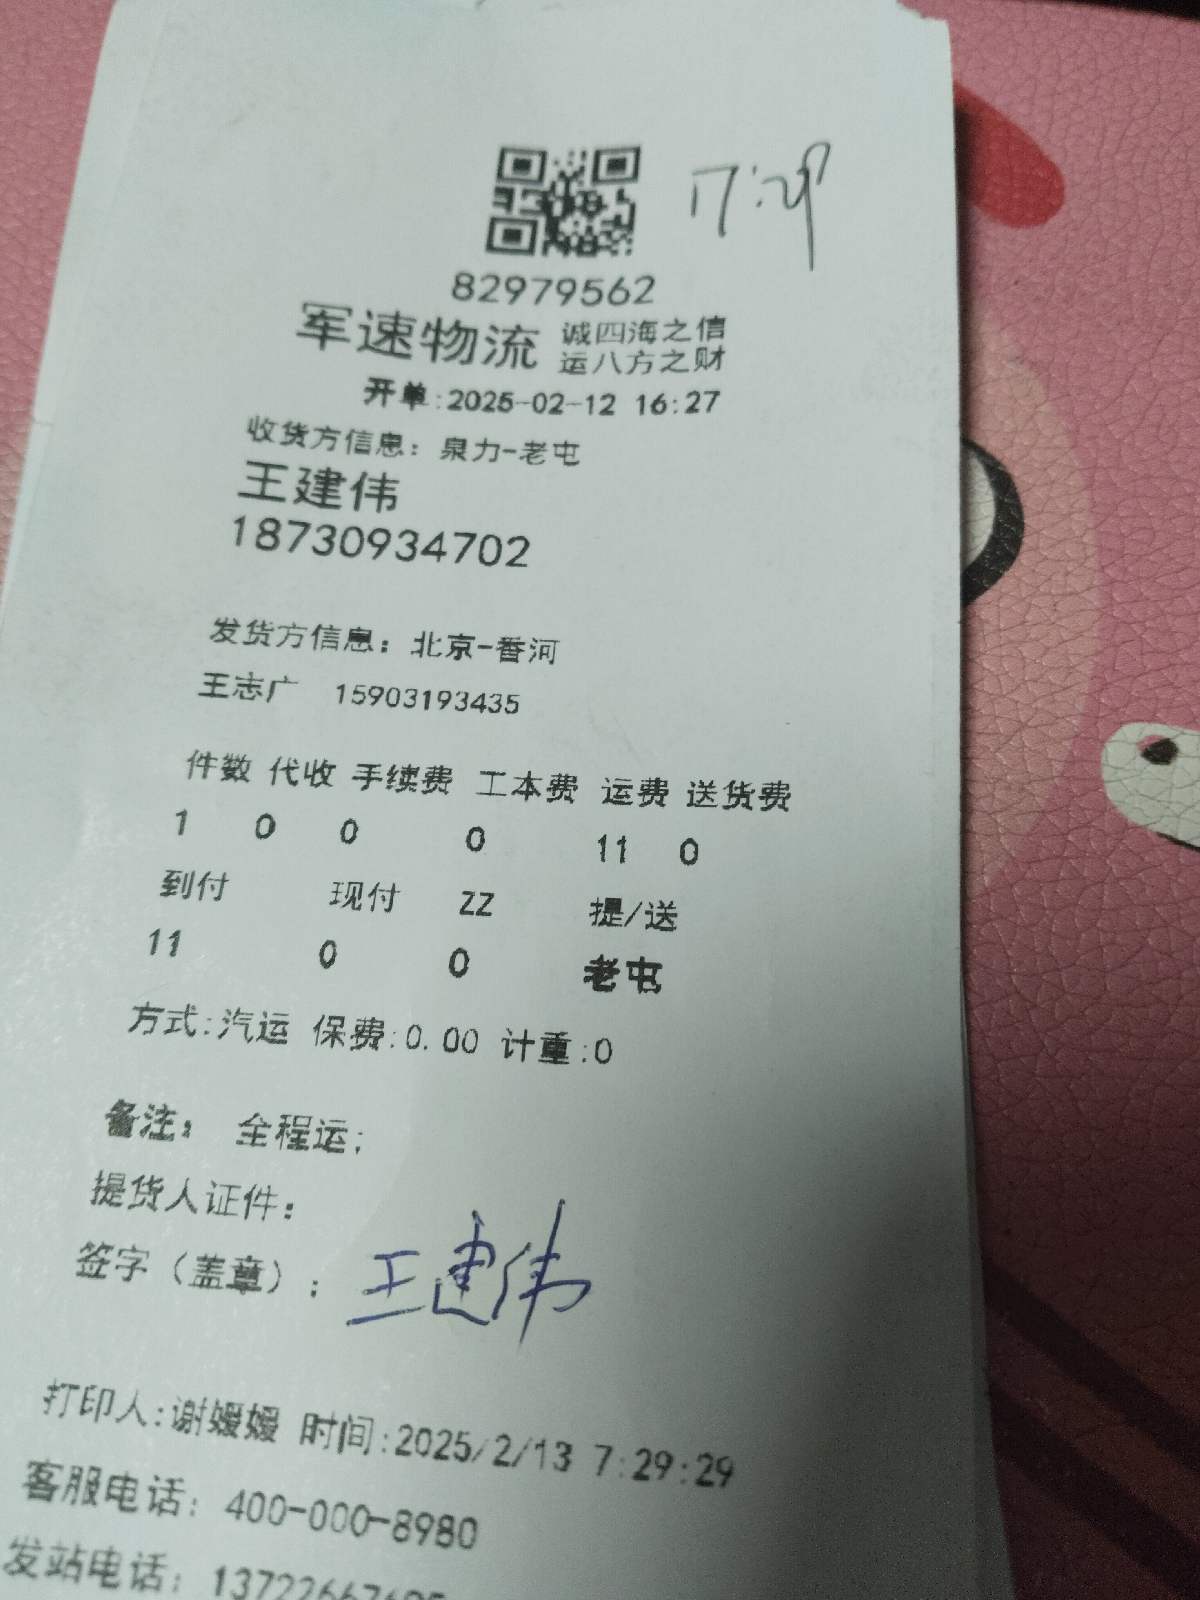 17:29
82979562
军速物流 诚四海之信
运八方之财
开单:2025-02-12 16:27
收货方信息: 泉力-老屯
王建伟
18730934702
发货方信息: 北京-香河
王志广 15903193435
件数 代收 手续费 工本费 运费 送货费
1 0 0 0 11 0
到付 现付 ZZ 提/送
11 0 0 老屯
方式:汽运 保费:0.00 计重:0
备注: 全程运;
提货人证件:
签字(盖章): 王建伟
打印人:谢嫒嫒 时间:2025/2/13 7:29:29
客服电话: 400-000-8980
发站电话: